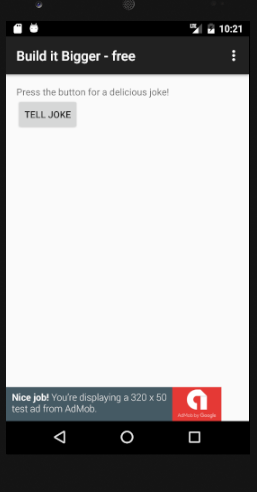 10:21
Build it Bigger - free
Press the button for a delicious joke!
TELL JOKE
Nice job! You're displaying a 320 x 50
test ad from AdMob.
AdMob by Google